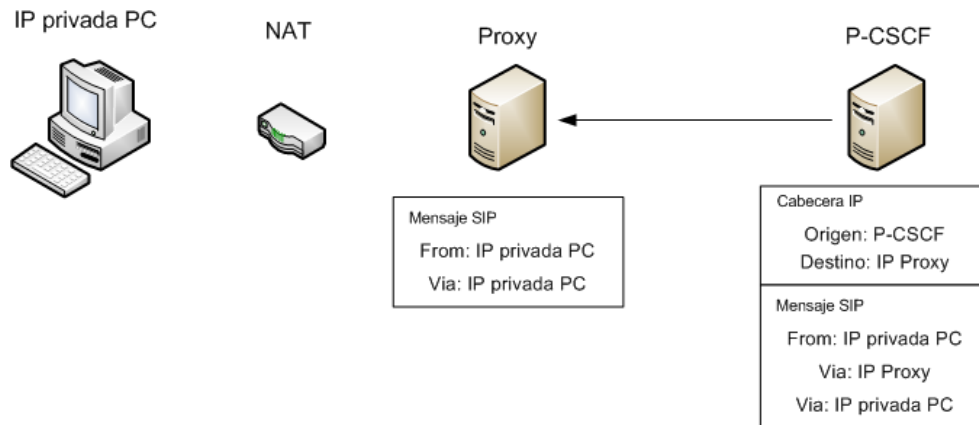 IP privada PC
NAT
Proxy
P-CSCF
Mensaje SIP
From: IP privada PC
Via: IP privada PC
Cabecera IP
Origen: P-CSCF
Destino: IP Proxy
Mensaje SIP
From: IP privada PC
Via: IP Proxy
Via: IP privada PC